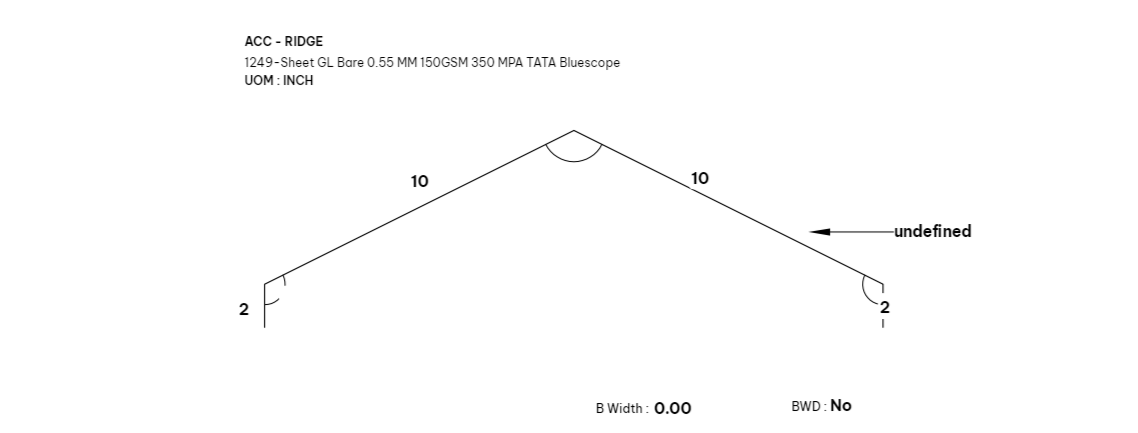 ACC - RIDGE
1249-Sheet GL Bare 0.55 MM 150GSM 350 MPA TATA Bluescope
UOM : INCH
10
10
undefined
2
2
B Width : 0.00
BWD : No